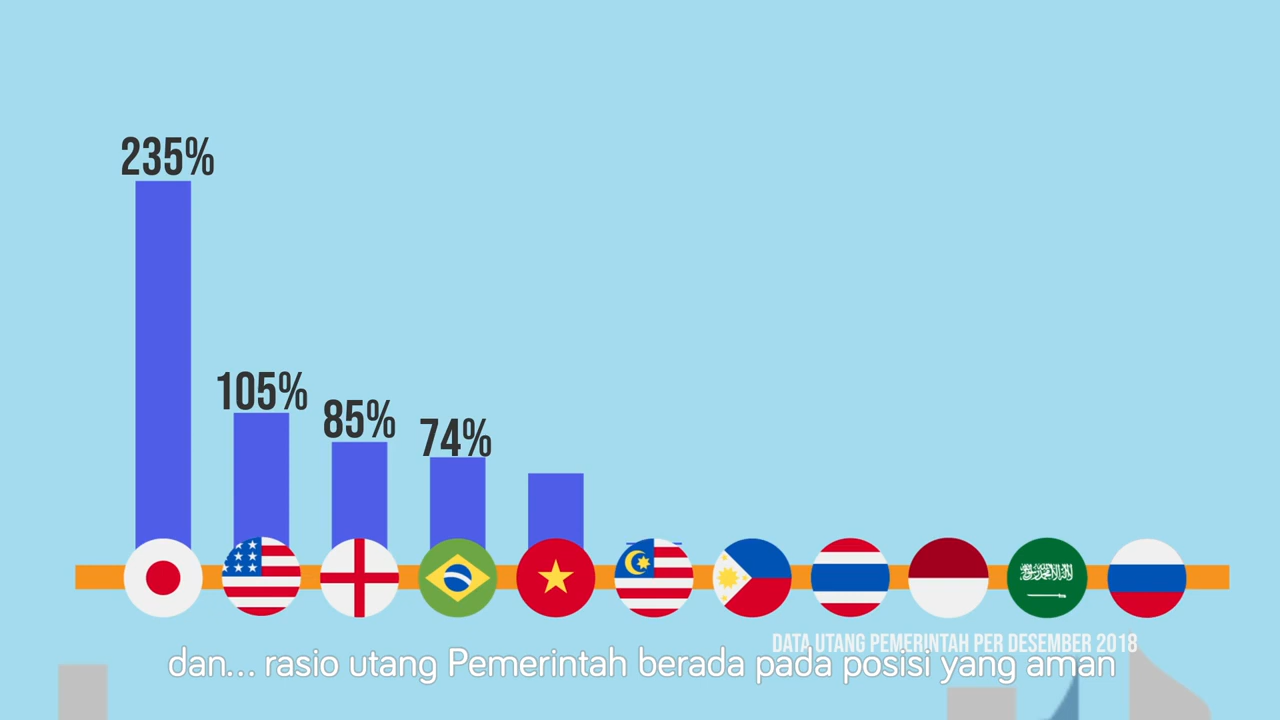 235%
105%
85%
74%
DATA UTANG PEMERINTAH PER DESEMBER 2018
dan... rasio utang Pemerintah berada pada posisi yang aman